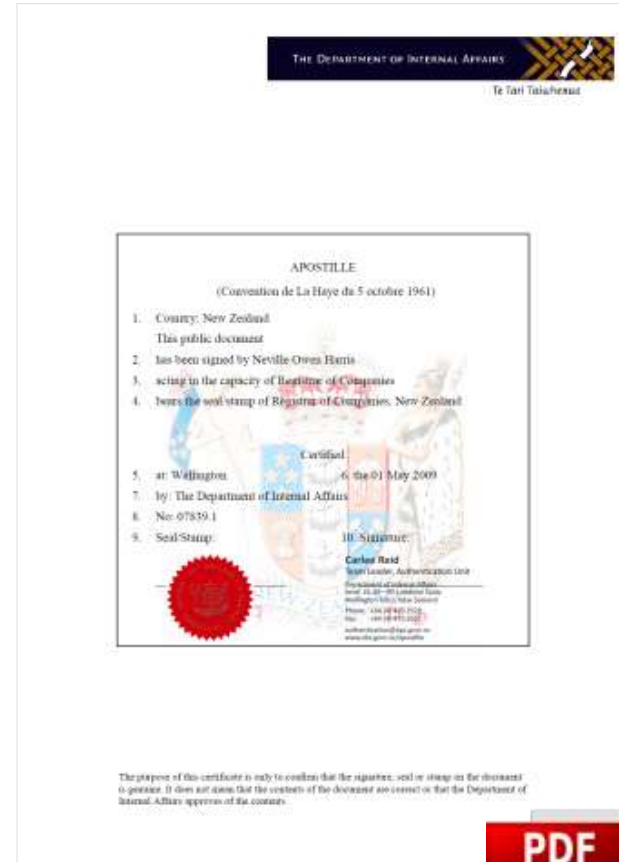 THE DEPARTMENT OF INTERNAL AFFAIRS
Te Tari Taiwhenua
APOSTILLE
(Convention de La Haye du 5 octobre 1961)
1. Country: New Zealand
This public document
2. has been signed by Neville Owen Harris
3. acting in the capacity of Registrar of Companies
4. bears the seal/stamp of Registrar of Companies, New Zealand
Certified
5. at: Wellington 6. the 01 May 2009
7. by: The Department of Internal Affairs
8. No: 07839.1
9. Seal/Stamp: 10. Signature:
Carlee Reid
Team Leader, Authentication Unit
Department of Internal Affairs
The purpose of this certificate is only to confirm that the signature, seal or stamp on the document
is genuine. It does not mean that the contents of the document are correct or that the Department of
Internal Affairs approves of the contents.
PDF